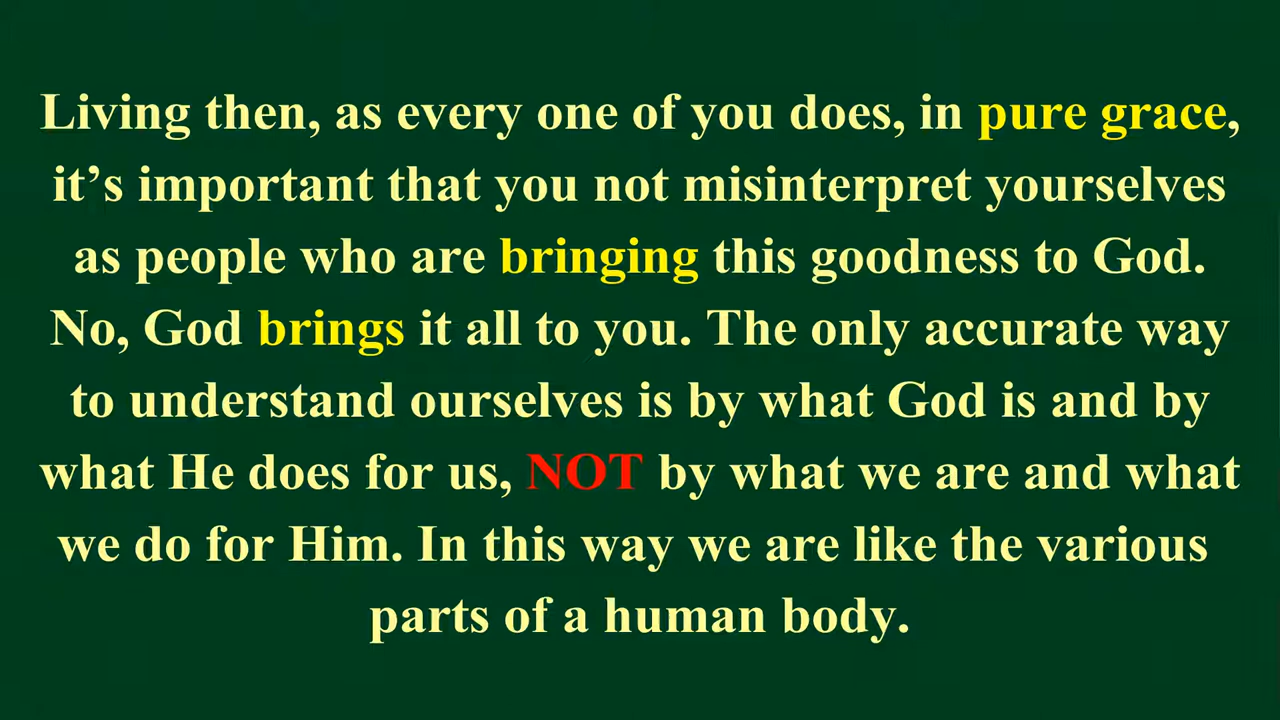 Living then, as every one of you does, in pure grace,
it’s important that you not misinterpret yourselves
as people who are bringing this goodness to God.
No, God brings it all to you. The only accurate way
to understand ourselves is by what God is and by
what He does for us, NOT by what we are and what
we do for Him. In this way we are like the various
parts of a human body.